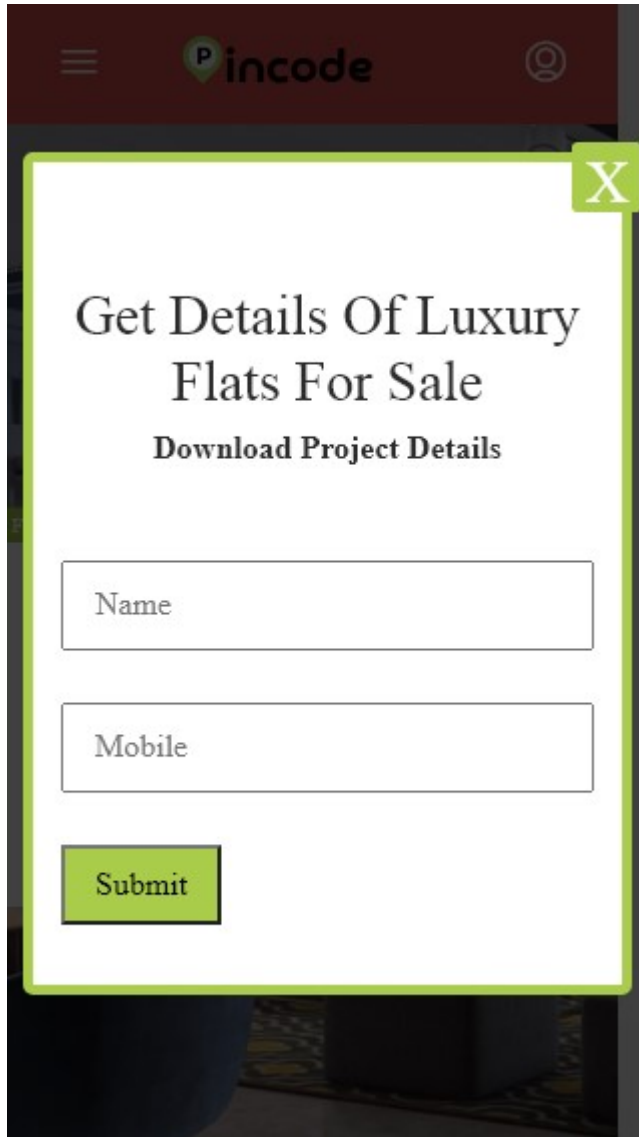 Pincode
X
Get Details Of Luxury
Flats For Sale
Download Project Details
Name
Mobile
Submit